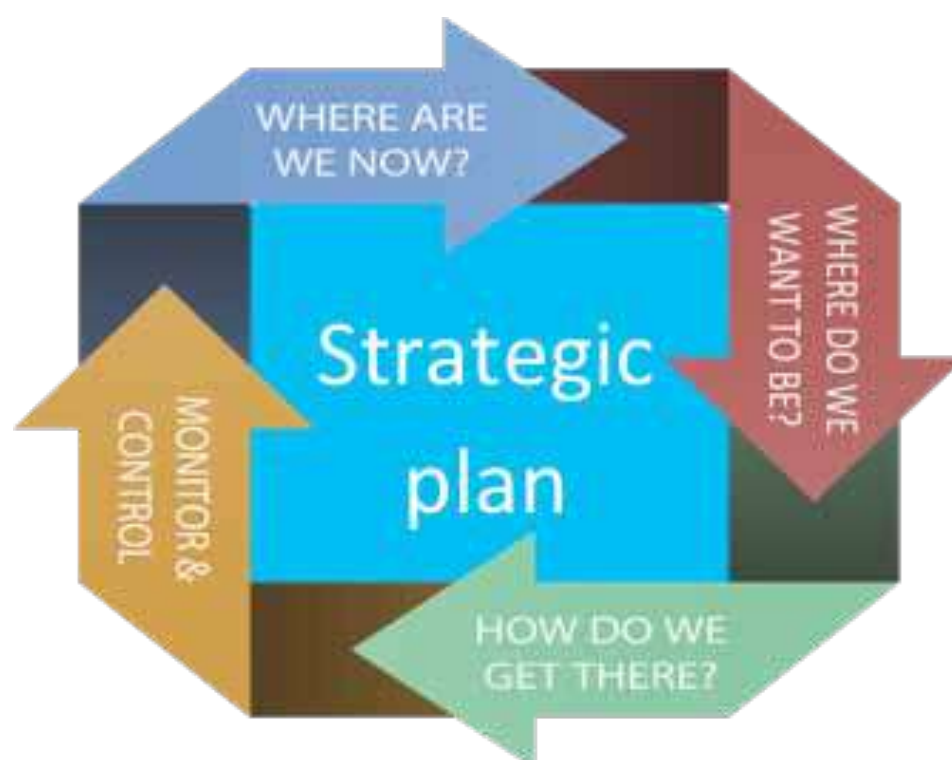 WHERE ARE
WE NOW?
WHERE DO WE
WANT TO BE?
Strategic
plan
HOW DO WE
GET THERE?
MONITOR &
CONTROL